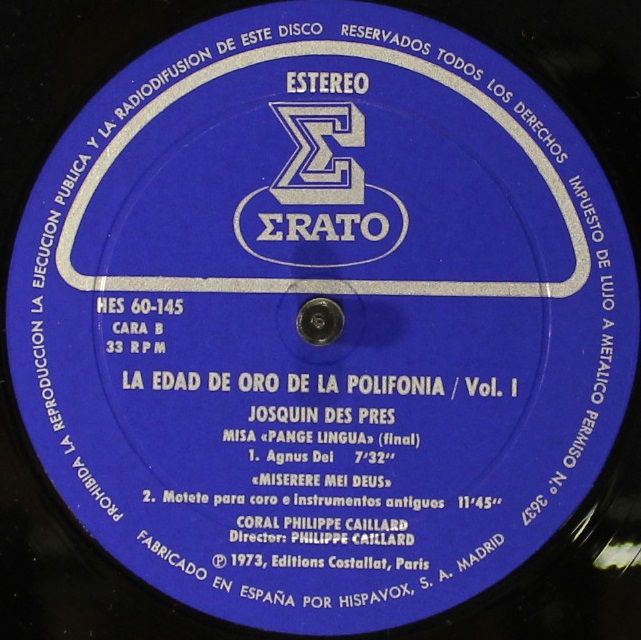 PROHIBIDA LA REPRODUCCION LA EJECUCION PUBLICA Y LA RADIODIFUSION DE ESTE DISCO RESERVADOS TODOS LOS DERECHOS IMPUESTO DE LUJO A METALICO PERMISO N.º 3637
ESTEREO
ΣRATO
HES 60-145
CARA B
33 RPM
LA EDAD DE ORO DE LA POLIFONIA / Vol. I
JOSQUIN DES PRES
MISA «PANGE LINGUA» (final)
1. Agnus Dei 7'32"
«MISERERE MEI DEUS»
2. Motete para coro e instrumentos antiguos 11'45"
CORAL PHILIPPE CAILLARD
Director: PHILIPPE CAILLARD
℗ 1973, Editions Costallat, Paris
FABRICADO EN ESPAÑA POR HISPAVOX, S. A. MADRID